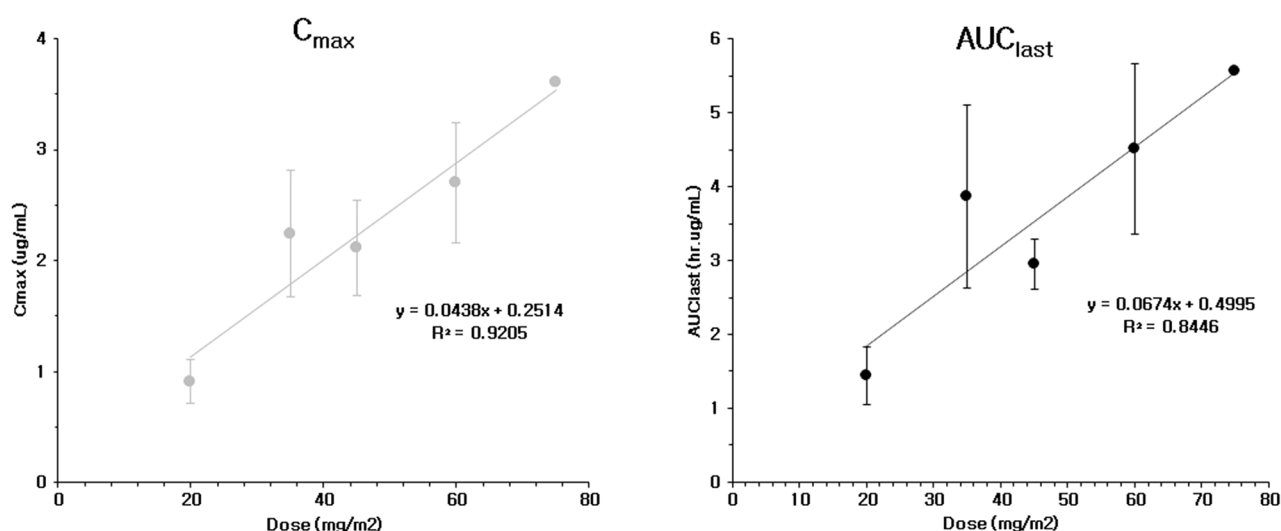 C_max
4
3
2
1
0
Cmax (ug/mL)
y = 0.0438x + 0.2514
R² = 0.9205
0 20 40 60 80
Dose (mg/m2)
AUC_last
6
5
4
3
2
1
0
AUClast (hr.ug/mL)
y = 0.0674x + 0.4995
R² = 0.8446
0 10 20 30 40 50 60 70 80
Dose (mg/m2)